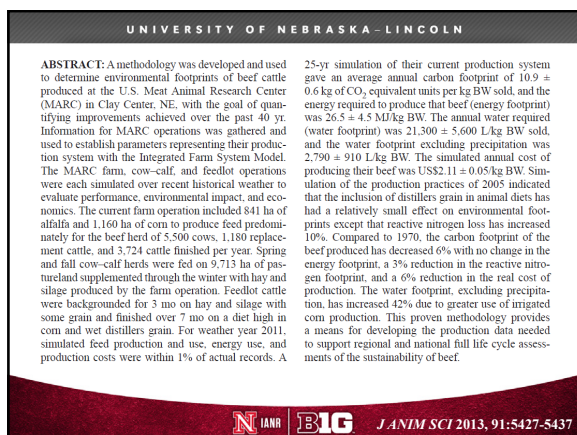 UNIVERSITY OF NEBRASKA–LINCOLN
ABSTRACT: A methodology was developed and used
to determine environmental footprints of beef cattle
produced at the U.S. Meat Animal Research Center
(MARC) in Clay Center, NE, with the goal of quan-
tifying improvements achieved over the past 40 yr.
Information for MARC operations was gathered and
used to establish parameters representing their produc-
tion system with the Integrated Farm System Model.
The MARC farm, cow–calf, and feedlot operations
were each simulated over recent historical weather to
evaluate performance, environmental impact, and eco-
nomics. The current farm operation included 841 ha of
alfalfa and 1,160 ha of corn to produce feed predomi-
nately for the beef herd of 5,500 cows, 1,180 replace-
ment cattle, and 3,724 cattle finished per year. Spring
and fall cow–calf herds were fed on 9,713 ha of pas-
tureland supplemented through the winter with hay and
silage produced by the farm operation. Feedlot cattle
were backgrounded for 3 mo on hay and silage with
some grain and finished over 7 mo on a diet high in
corn and wet distillers grain. For weather year 2011,
simulated feed production and use, energy use, and
production costs were within 1% of actual records. A
25-yr simulation of their current production system
gave an average annual carbon footprint of 10.9 ±
0.6 kg of CO₂ equivalent units per kg BW sold, and the
energy required to produce that beef (energy footprint)
was 26.5 ± 4.5 MJ/kg BW. The annual water required
(water footprint) was 21,300 ± 5,600 L/kg BW sold,
and the water footprint excluding precipitation was
2,790 ± 910 L/kg BW. The simulated annual cost of
producing their beef was US$2.11 ± 0.05/kg BW. Sim-
ulation of the production practices of 2005 indicated
that the inclusion of distillers grain in animal diets has
had a relatively small effect on environmental foot-
prints except that reactive nitrogen loss has increased
10%. Compared to 1970, the carbon footprint of the
beef produced has decreased 6% with no change in the
energy footprint, a 3% reduction in the reactive nitro-
gen footprint, and a 6% reduction in the real cost of
production. The water footprint, excluding precipita-
tion, has increased 42% due to greater use of irrigated
corn production. This proven methodology provides
a means for developing the production data needed
to support regional and national full life cycle assess-
ments of the sustainability of beef.
N IANR B1G J ANIM SCI 2013, 91:5427-5437